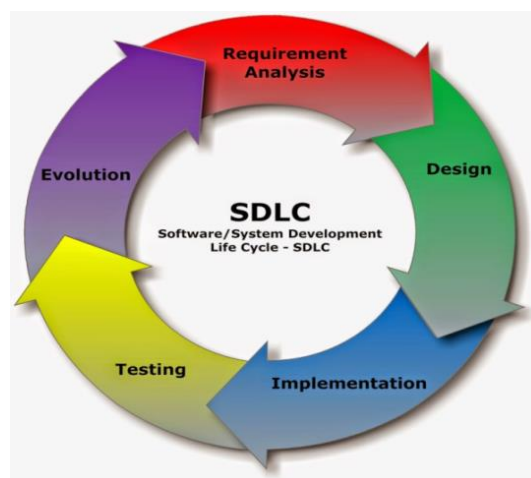 Requirement
Analysis
Design
Implementation
Testing
Evolution
SDLC
Software/System Development
Life Cycle - SDLC